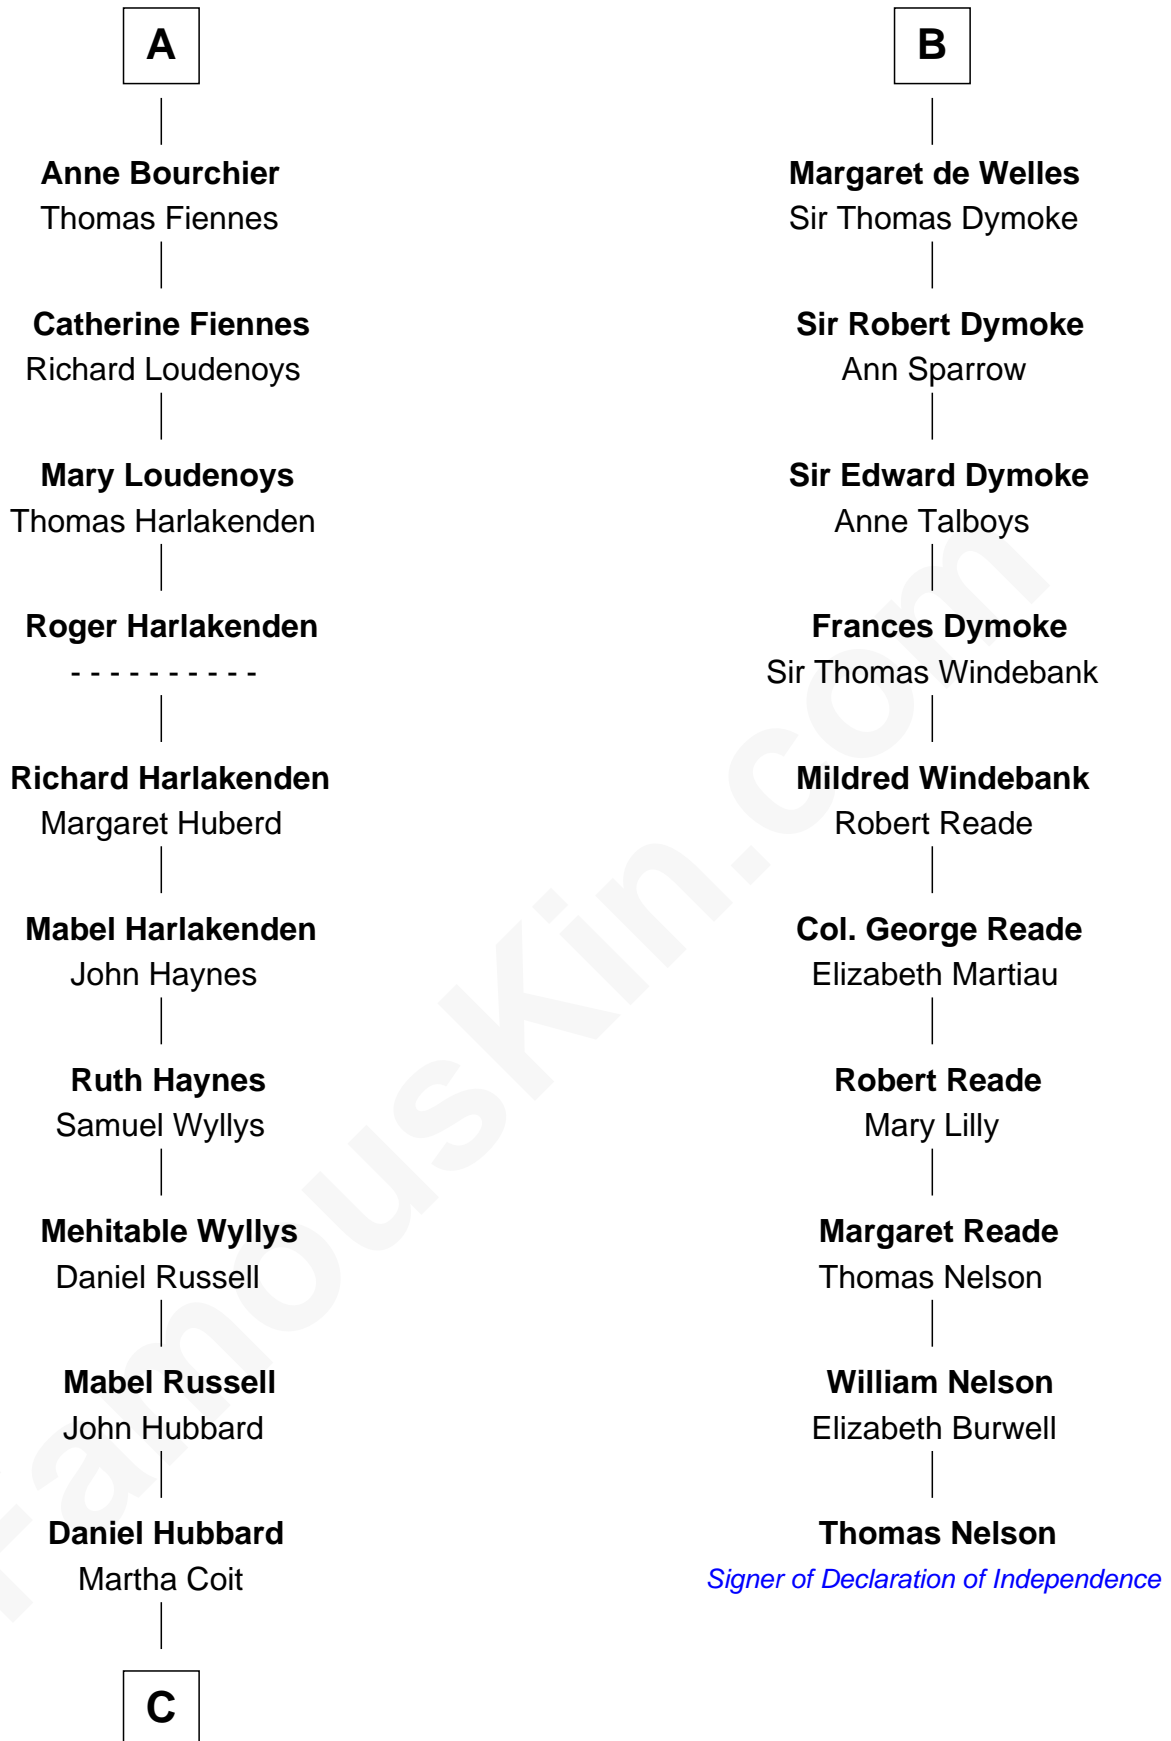 A
Anne Bourchier
Thomas Fiennes
Catherine Fiennes
Richard Loudenoys
Mary Loudenoys
Thomas Harlakenden
Roger Harlakenden
- - - - - - - - - -
Richard Harlakenden
Margaret Huberd
Mabel Harlakenden
John Haynes
Ruth Haynes
Samuel Wyllys
Mehitable Wyllys
Daniel Russell
Mabel Russell
John Hubbard
Daniel Hubbard
Martha Coit
C
B
Margaret de Welles
Sir Thomas Dymoke
Sir Robert Dymoke
Ann Sparrow
Sir Edward Dymoke
Anne Talboys
Frances Dymoke
Sir Thomas Windebank
Mildred Windebank
Robert Reade
Col. George Reade
Elizabeth Martiau
Robert Reade
Mary Lilly
Margaret Reade
Thomas Nelson
William Nelson
Elizabeth Burwell
Thomas Nelson
Signer of Declaration of Independence
FamousKin.com